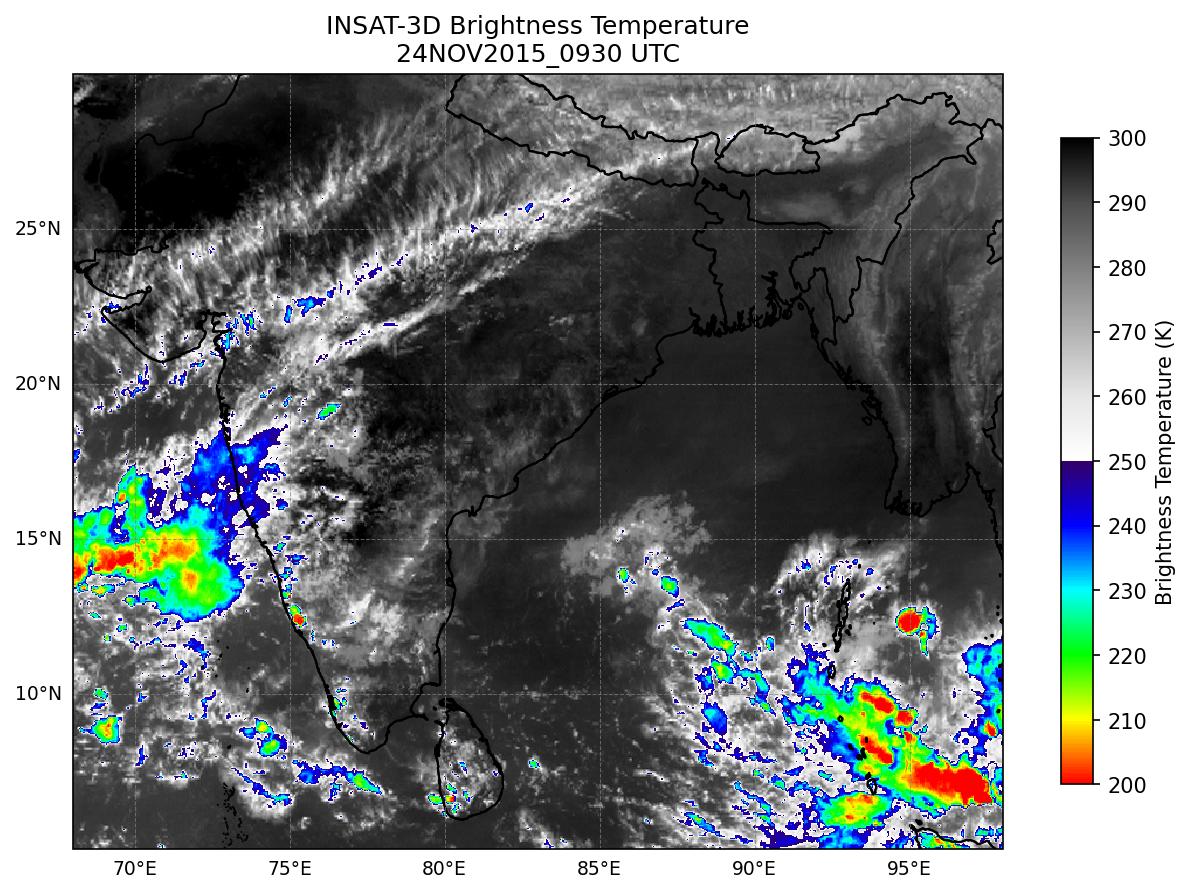 INSAT-3D Brightness Temperature
24NOV2015_0930 UTC
25°N
20°N
15°N
10°N
70°E
75°E
80°E
85°E
90°E
95°E
300
290
280
270
260
250
240
230
220
210
200
Brightness Temperature (K)